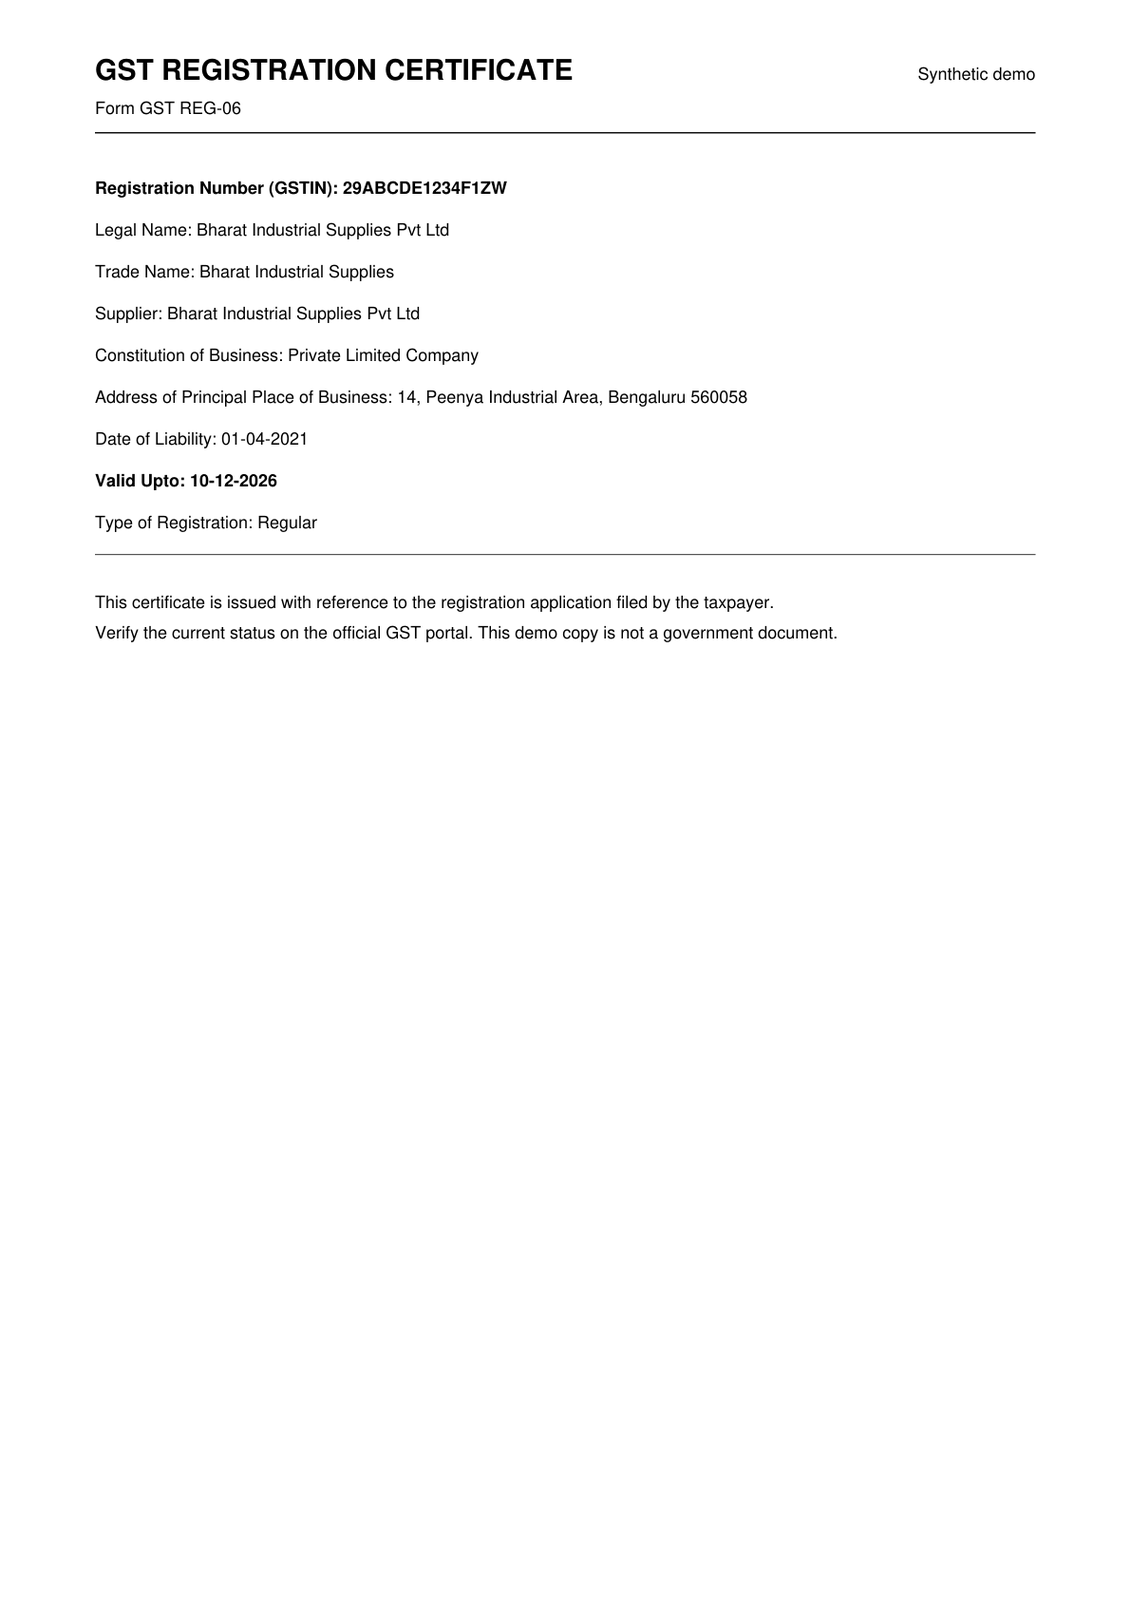 GST REGISTRATION CERTIFICATE
Synthetic demo
Form GST REG-06
Registration Number (GSTIN): 29ABCDE1234F1ZW
Legal Name: Bharat Industrial Supplies Pvt Ltd
Trade Name: Bharat Industrial Supplies
Supplier: Bharat Industrial Supplies Pvt Ltd
Constitution of Business: Private Limited Company
Address of Principal Place of Business: 14, Peenya Industrial Area, Bengaluru 560058
Date of Liability: 01-04-2021
Valid Upto: 10-12-2026
Type of Registration: Regular
This certificate is issued with reference to the registration application filed by the taxpayer.
Verify the current status on the official GST portal. This demo copy is not a government document.